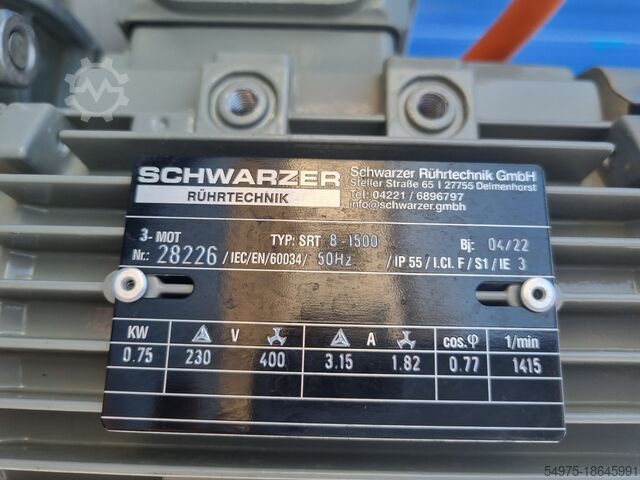 SCHWARZER
RÜHRTECHNIK
Schwarzer Rührtechnik GmbH
Steller Straße 65 | 27755 Delmenhorst
Tel: 04221 / 6896797
info@schwarzer.gmbh
3-MOT TYP: SRT 8-1500 Bj: 04/22
Nr.: 28226 /IEC/EN/60034/ 50Hz /IP 55/I.Cl. F/S1/IE 3
KW V A cos.φ 1/min
0.75 230 400 3.15 1.82 0.77 1415
54975-18645991